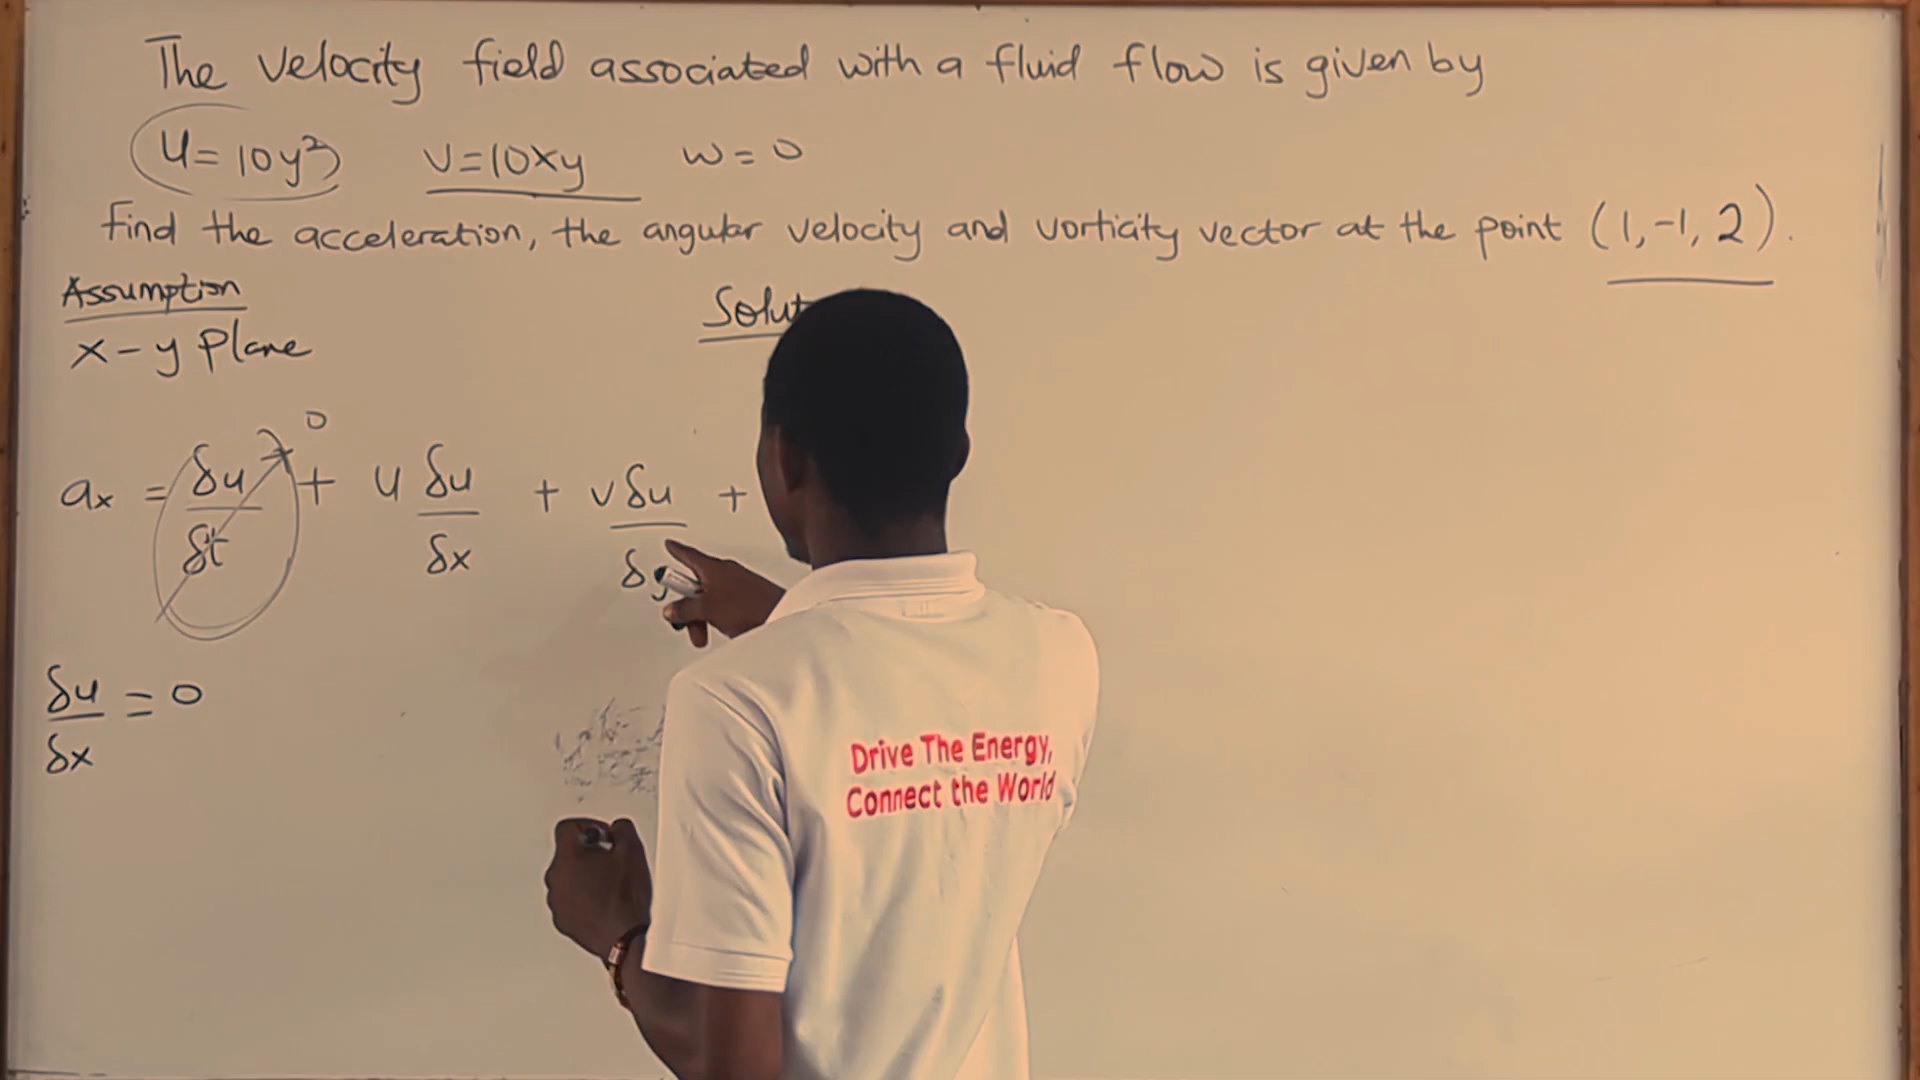 The velocity field associated with a fluid flow is given by
u = 10y² v = 10xy w = 0
find the acceleration, the angular velocity and vorticity vector at the point (1, -1, 2).
Assumption
x - y plane
Solut
ax = δu/δt + u δu/δx + v δu/δy +
0
δu/δx = 0
Drive The Energy,
Connect the World